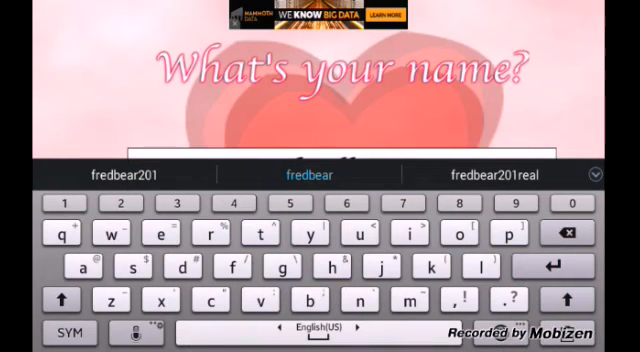 MAMMOTH DATA WE KNOW BIG DATA LEARN MORE
What's your name?
fredbear201 fredbear fredbear201real
1 2 3 4 5 6 7 8 9 0
q+ w- e= r% t^ y| u< i> o[ p]
a@ s$ d# f/ g\ h& j* k( l)
z~ x` c" v: b; n m_ ,! .?
SYM English(US)
Recorded by Mobizen